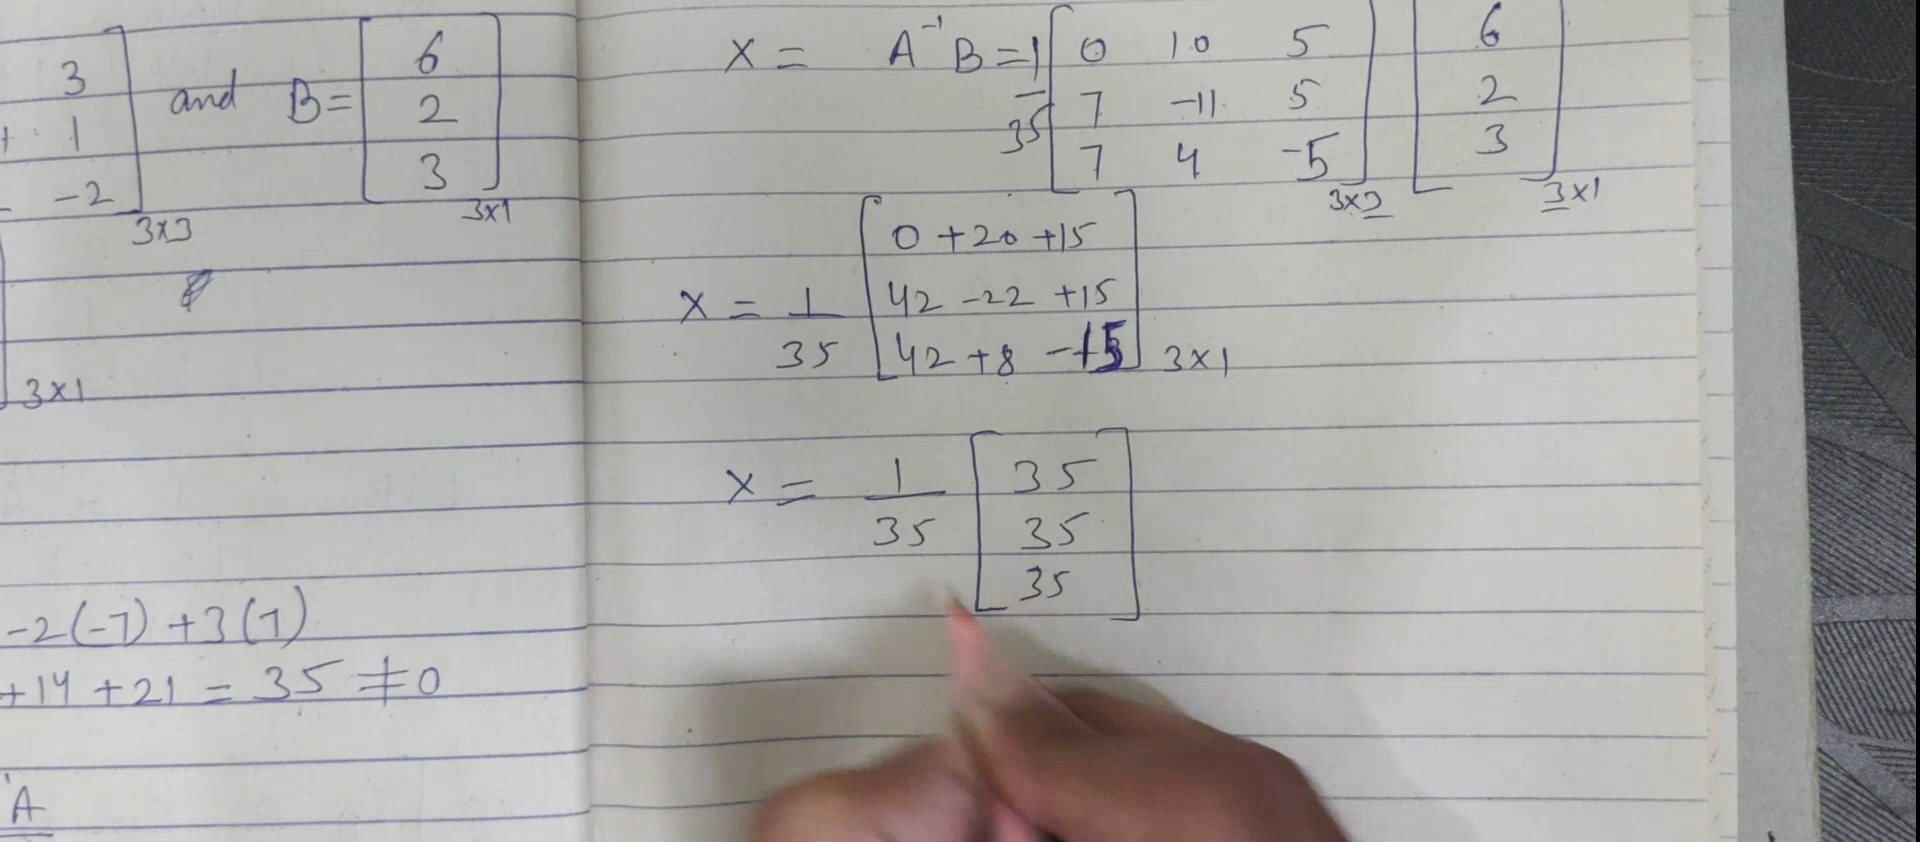 3
1
-2
3x3
and B =
6
2
3
3x1
3x1
-2(-7) +3(7)
+14 +21 = 35 ≠0
A
X = A⁻¹ B = 1/35
0 10 5
7 -11 5
7 4 -5
6
2
3
3x1
0 +20 +15
X = 1/35
42 -22 +15
42 +8 -15
3x1
X = 1/35
35
35
35